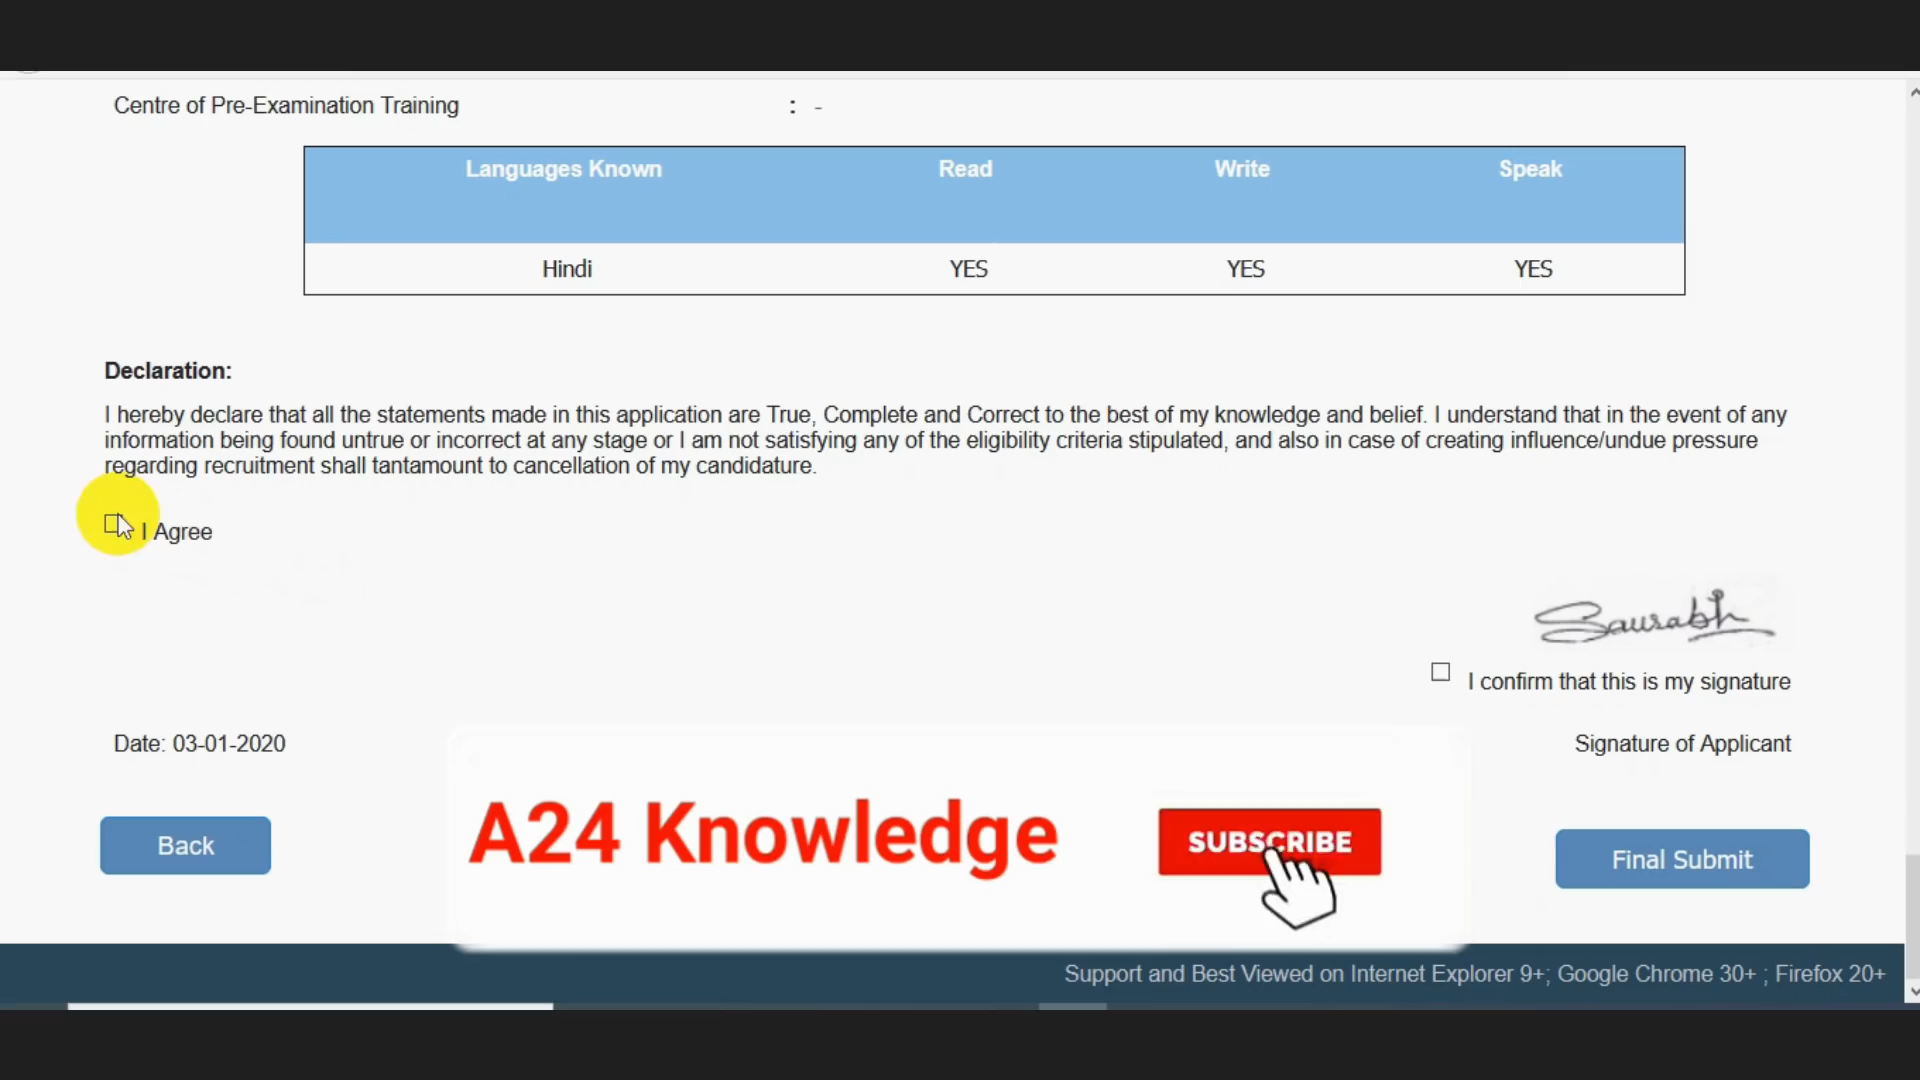 Centre of Pre-Examination Training : -
Languages Known Read Write Speak
Hindi YES YES YES
Declaration:
I hereby declare that all the statements made in this application are True, Complete and Correct to the best of my knowledge and belief. I understand that in the event of any
information being found untrue or incorrect at any stage or I am not satisfying any of the eligibility criteria stipulated, and also in case of creating influence/undue pressure
regarding recruitment shall tantamount to cancellation of my candidature.
I Agree
Saurabh
I confirm that this is my signature
Date: 03-01-2020 Signature of Applicant
Back A24 Knowledge SUBSCRIBE Final Submit
Support and Best Viewed on Internet Explorer 9+; Google Chrome 30+ ; Firefox 20+